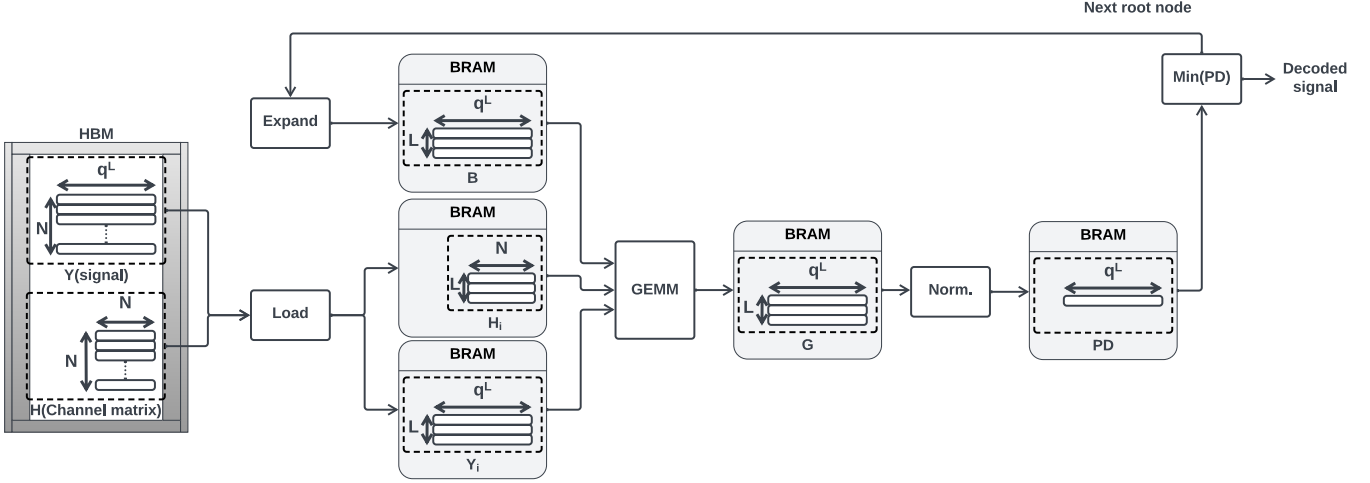 Next root node
BRAM
Min(PD)
Decoded
signal
q^L
Expand
L
B
HBM
q^L
N
Y(signal)
BRAM
N
L
H_i
GEMM
BRAM
q^L
L
G
Norm.
BRAM
q^L
PD
N
N
H(Channel matrix)
Load
BRAM
q^L
L
Y_i